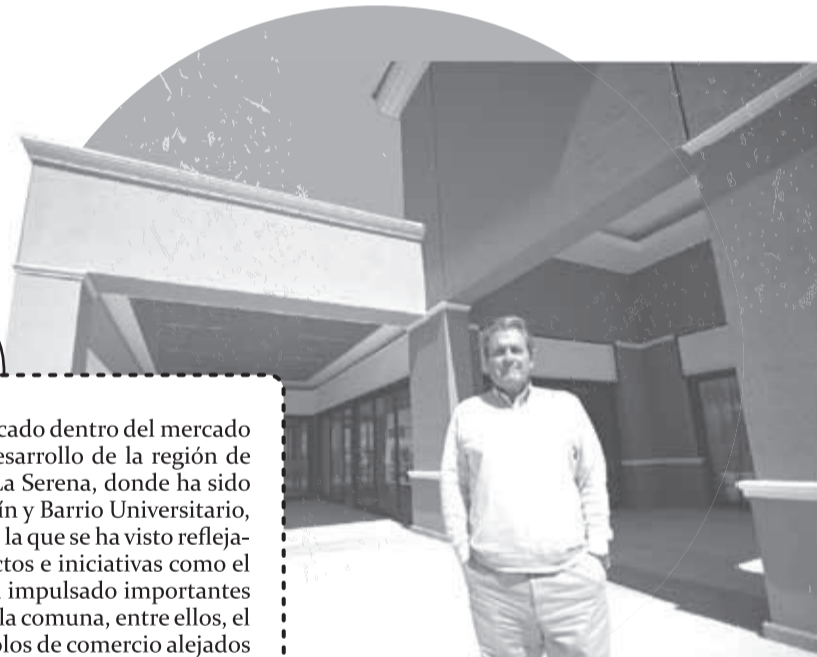 cado dentro del mercado
esarrollo de la región de
La Serena, donde ha sido
ín y Barrio Universitario,
la que se ha visto refleja-
ctos e iniciativas como el
impulsado importantes
la comuna, entre ellos, el
olos de comercio alejados